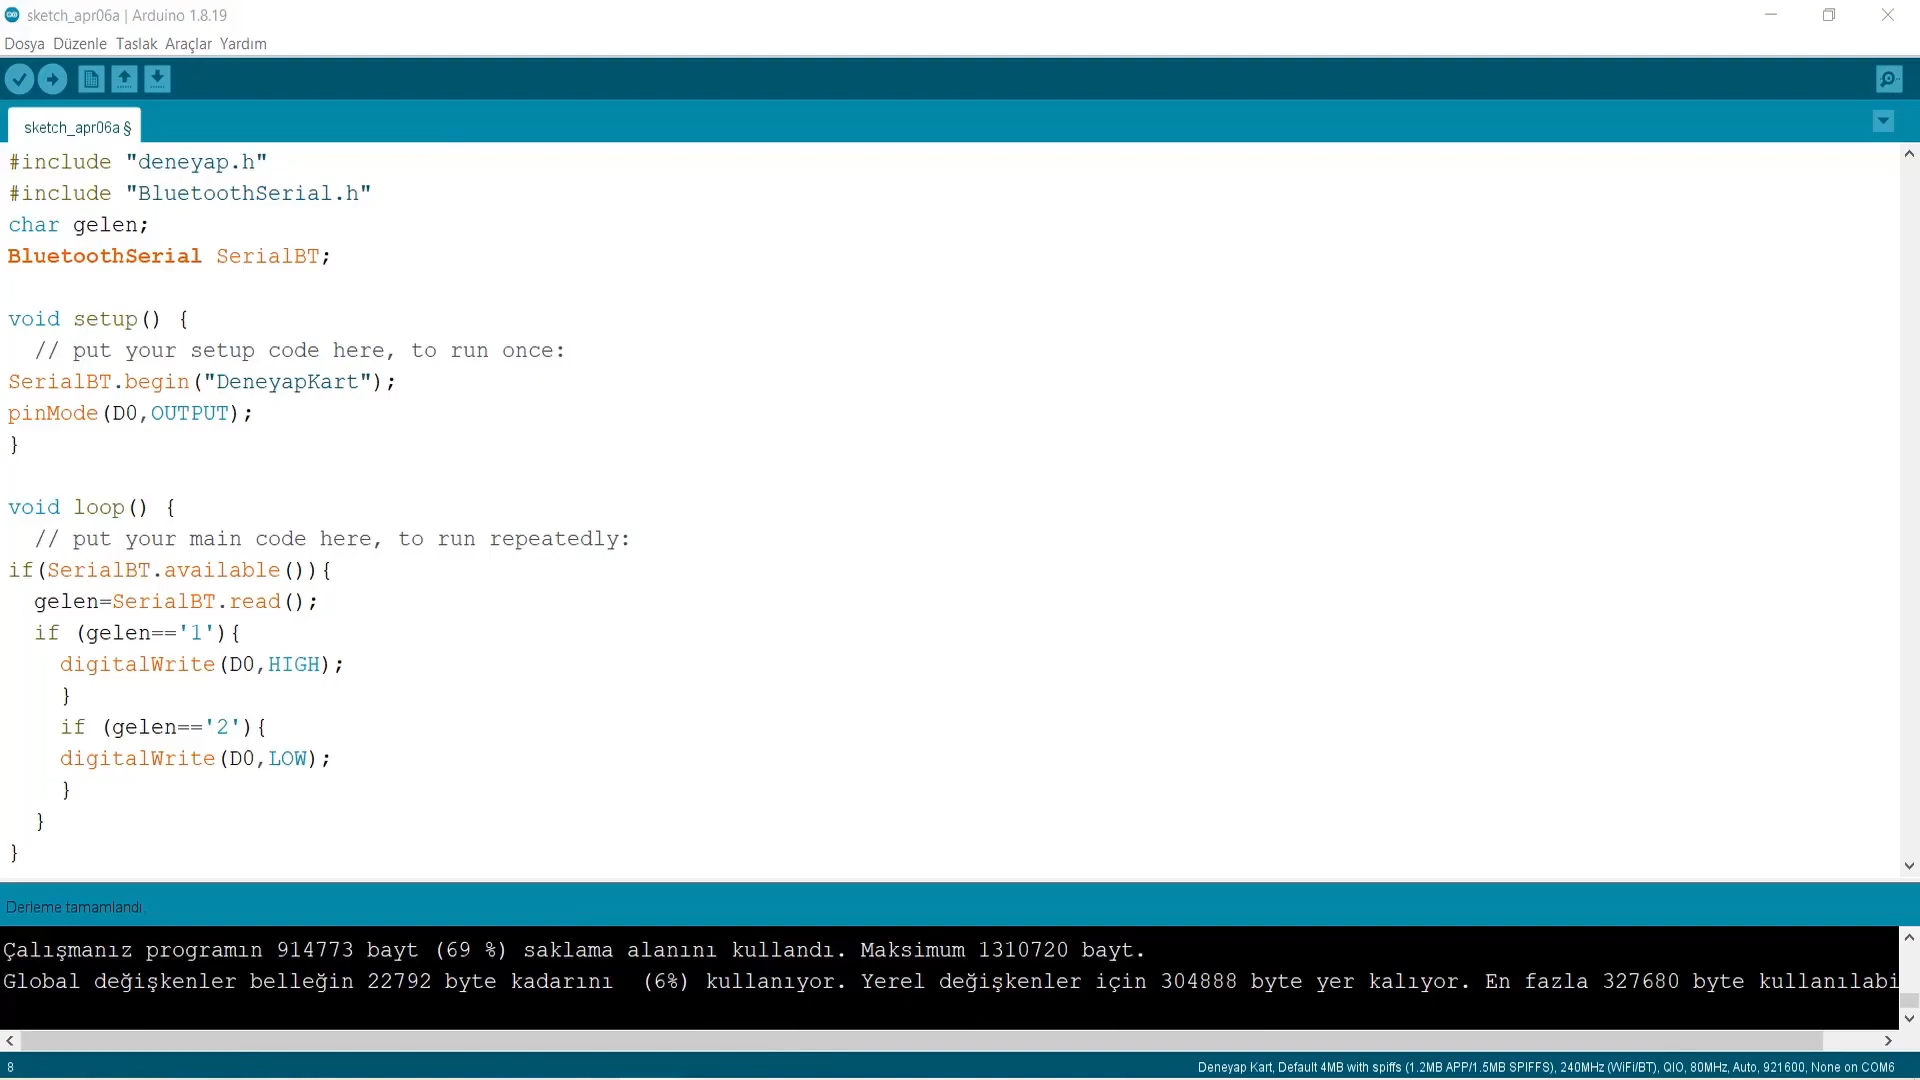 sketch_apr06a | Arduino 1.8.19
Dosya Düzenle Taslak Araçlar Yardım
sketch_apr06a §
#include "deneyap.h"
#include "BluetoothSerial.h"
char gelen;
BluetoothSerial SerialBT;
void setup() {
// put your setup code here, to run once:
SerialBT.begin("DeneyapKart");
pinMode(D0,OUTPUT);
}
void loop() {
// put your main code here, to run repeatedly:
if(SerialBT.available()){
gelen=SerialBT.read();
if (gelen=='1'){
digitalWrite(D0,HIGH);
}
if (gelen=='2'){
digitalWrite(D0,LOW);
}
}
}
Derleme tamamlandı.
Çalışmanız programın 914773 bayt (69 %) saklama alanını kullandı. Maksimum 1310720 bayt.
Global değişkenler belleğin 22792 byte kadarını (6%) kullanıyor. Yerel değişkenler için 304888 byte yer kalıyor. En fazla 327680 byte kullanılabi
8
Deneyap Kart, Default 4MB with spiffs (1.2MB APP/1.5MB SPIFFS), 240MHz (WiFi/BT), QIO, 80MHz, Auto, 921600, None on COM6